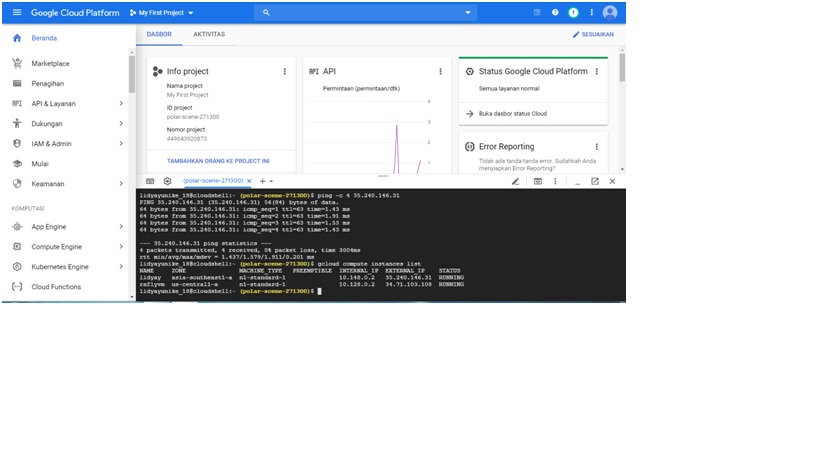 Google Cloud Platform
My First Project
DASBOR
AKTIVITAS
SESUAIKAN
Beranda
Marketplace
Penagihan
API & Layanan
Dukungan
IAM & Admin
Mulai
Keamanan
KOMPUTASI
App Engine
Compute Engine
Kubernetes Engine
Cloud Functions
Info project
Nama project
My First Project
ID project
polar-scene-271300
Nomor project
449643920873
TAMBAHKAN ORANG KE PROJECT INI
API API
Permintaan (permintaan/dtk)
4
3
2
1
Status Google Cloud Platform
Semua layanan normal
Buka dasbor status Cloud
Error Reporting
Tidak ada tanda-tanda error. Sudahkah Anda
menyiapkan Error Reporting?
(polar-scene-271300)
lidyayunike_18@cloudshell:~ (polar-scene-271300)$ ping -c 4 35.240.146.31
PING 35.240.146.31 (35.240.146.31) 56(84) bytes of data.
64 bytes from 35.240.146.31: icmp_seq=1 ttl=63 time=1.43 ms
64 bytes from 35.240.146.31: icmp_seq=2 ttl=63 time=1.91 ms
64 bytes from 35.240.146.31: icmp_seq=3 ttl=63 time=1.53 ms
64 bytes from 35.240.146.31: icmp_seq=4 ttl=63 time=1.43 ms
--- 35.240.146.31 ping statistics ---
4 packets transmitted, 4 received, 0% packet loss, time 3004ms
rtt min/avg/max/mdev = 1.437/1.579/1.911/0.201 ms
lidyayunike_18@cloudshell:~ (polar-scene-271300)$ gcloud compute instances list
NAME ZONE MACHINE_TYPE PREEMPTIBLE INTERNAL_IP EXTERNAL_IP STATUS
lidyay asia-southeast1-a n1-standard-1 10.148.0.2 35.240.146.31 RUNNING
raflyvm us-central1-a n1-standard-1 10.128.0.2 34.71.103.108 RUNNING
lidyayunike_18@cloudshell:~ (polar-scene-271300)$